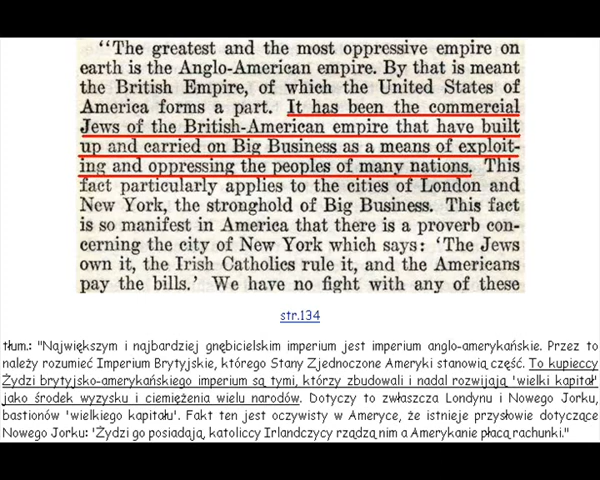 "The greatest and the most oppressive empire on
earth is the Anglo-American empire. By that is meant
the British Empire, of which the United States of
America forms a part. It has been the commercial
Jews of the British-American empire that have built
up and carried on Big Business as a means of exploit-
ing and oppressing the peoples of many nations. This
fact particularly applies to the cities of London and
New York, the stronghold of Big Business. This fact
is so manifest in America that there is a proverb con-
cerning the city of New York which says: 'The Jews
own it, the Irish Catholics rule it, and the Americans
pay the bills.' We have no fight with any of these
str.134
tłum.: "Największym i najbardziej gnębicielskim imperium jest imperium anglo-amerykańskie. Przez to
należy rozumieć Imperium Brytyjskie, którego Stany Zjednoczone Ameryki stanowią część. To kupieccy
Żydzi brytyjsko-amerykańskiego imperium są tymi, którzy zbudowali i nadal rozwijają 'wielki kapitał'
jako środek wyzysku i ciemiężenia wielu narodów. Dotyczy to zwłaszcza Londynu i Nowego Jorku,
bastionów 'wielkiego kapitału'. Fakt ten jest oczywisty w Ameryce, że istnieje przysłowie dotyczące
Nowego Jorku: 'Żydzi go posiadają, katoliccy Irlandczycy rządzą nim a Amerykanie płacą rachunki."